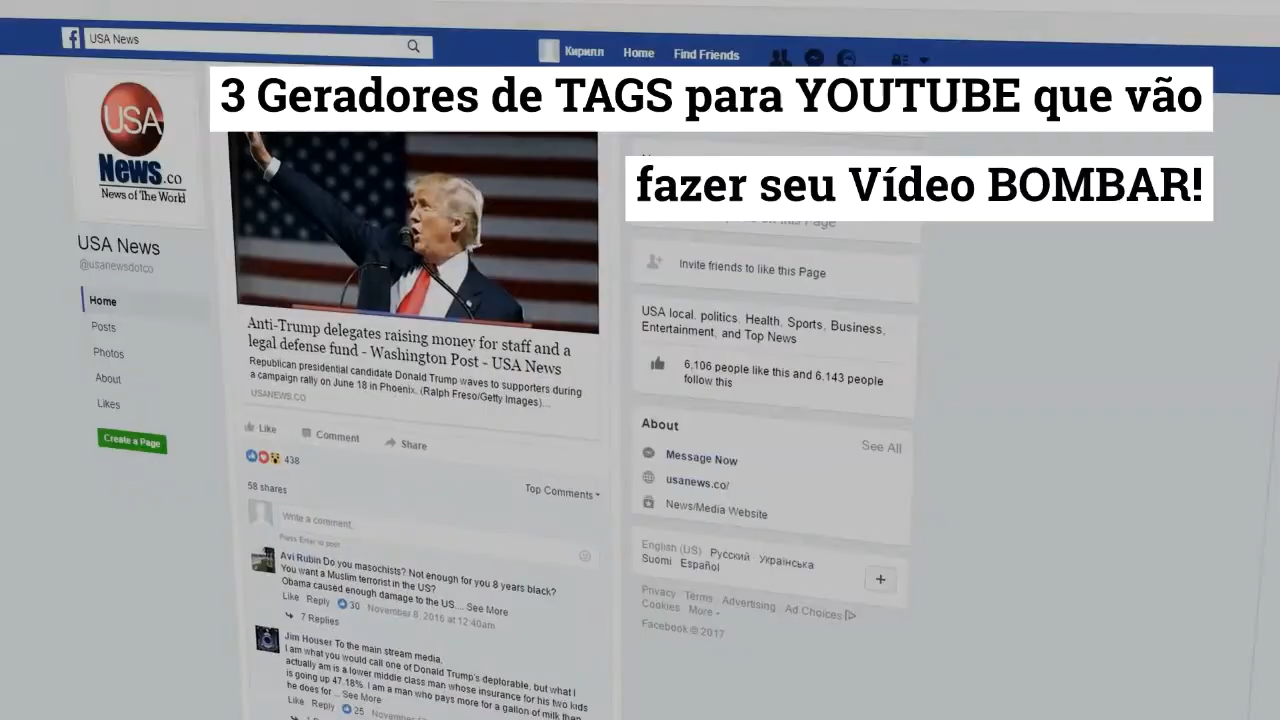 USA News
Кирилл
Home
Find Friends
3 Geradores de TAGS para YOUTUBE que vão
fazer seu Vídeo BOMBAR!
USA
News.co
News of The World
USA News
@usanewsdotco
Home
Posts
Photos
About
Likes
Create a Page
Anti-Trump delegates raising money for staff and a
legal defense fund - Washington Post - USA News
Republican presidential candidate Donald Trump waves to supporters during
a campaign rally on June 18 in Phoenix. (Ralph Freso/Getty Images)...
USANEWS.CO
Like
Comment
Share
438
58 shares
Top Comments
Write a comment.
Press Enter to post.
Avi Rubin Do you masochists? Not enough for you 8 years black?
You want a Muslim terrorist in the US?
Obama caused enough damage to the US.... See More
Like Reply 30 November 8, 2016 at 12:40am
7 Replies
Jim Houser To the main stream media,
I am what you would call one of Donald Trump's deplorable, but what I
actually am is a lower middle class man whose insurance for his two kids
is going up 47.18%. I am a man who pays more for a gallon of milk than
he does for ... See More
Like Reply 25
this Page
Invite friends to like this Page
USA local, politics, Health, Sports, Business,
Entertainment, and Top News
6,106 people like this and 6,143 people
follow this
About
See All
Message Now
usanews.co/
News/Media Website
English (US) Русский Українська
Suomi Español
+
Privacy Terms Advertising Ad Choices
Cookies More
Facebook © 2017